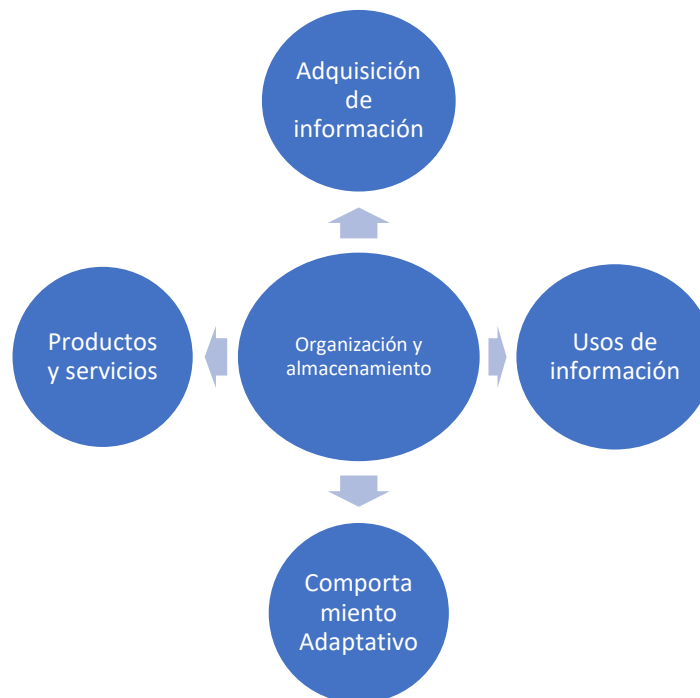 Adquisición
de
información
Productos
y servicios
Organización y
almacenamiento
Usos de
información
Comporta
miento
Adaptativo